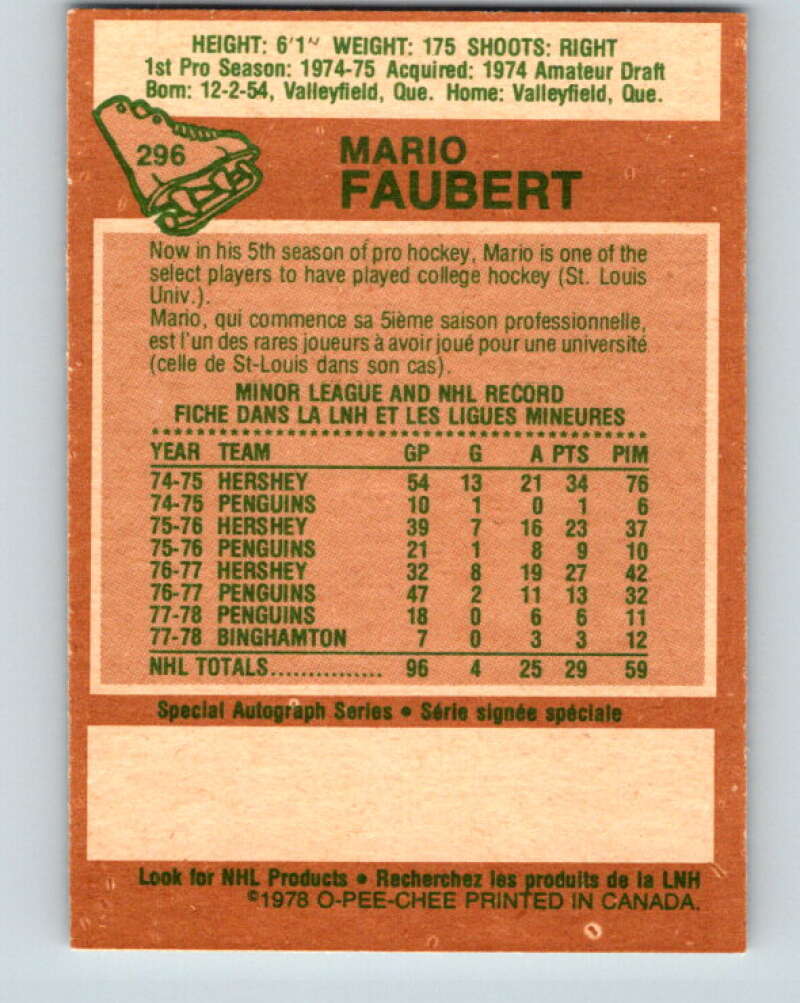 HEIGHT: 6'1" WEIGHT: 175 SHOOTS: RIGHT
1st Pro Season: 1974-75 Acquired: 1974 Amateur Draft
Born: 12-2-54, Valleyfield, Que. Home: Valleyfield, Que.
296
MARIO
FAUBERT
Now in his 5th season of pro hockey, Mario is one of the
select players to have played college hockey (St. Louis
Univ.).
Mario, qui commence sa 5ième saison professionnelle,
est l'un des rares joueurs à avoir joué pour une université
(celle de St-Louis dans son cas).
MINOR LEAGUE AND NHL RECORD
FICHE DANS LA LNH ET LES LIGUES MINEURES
YEAR TEAM GP G A PTS PIM
74-75 HERSHEY 54 13 21 34 76
74-75 PENGUINS 10 1 0 1 6
75-76 HERSHEY 39 7 16 23 37
75-76 PENGUINS 21 1 8 9 10
76-77 HERSHEY 32 8 19 27 42
76-77 PENGUINS 47 2 11 13 32
77-78 PENGUINS 18 0 6 6 11
77-78 BINGHAMTON 7 0 3 3 12
NHL TOTALS............... 96 4 25 29 59
Special Autograph Series • Série signée spéciale
Look for NHL Products • Recherchez les produits de la LNH
©1978 O-PEE-CHEE PRINTED IN CANADA.